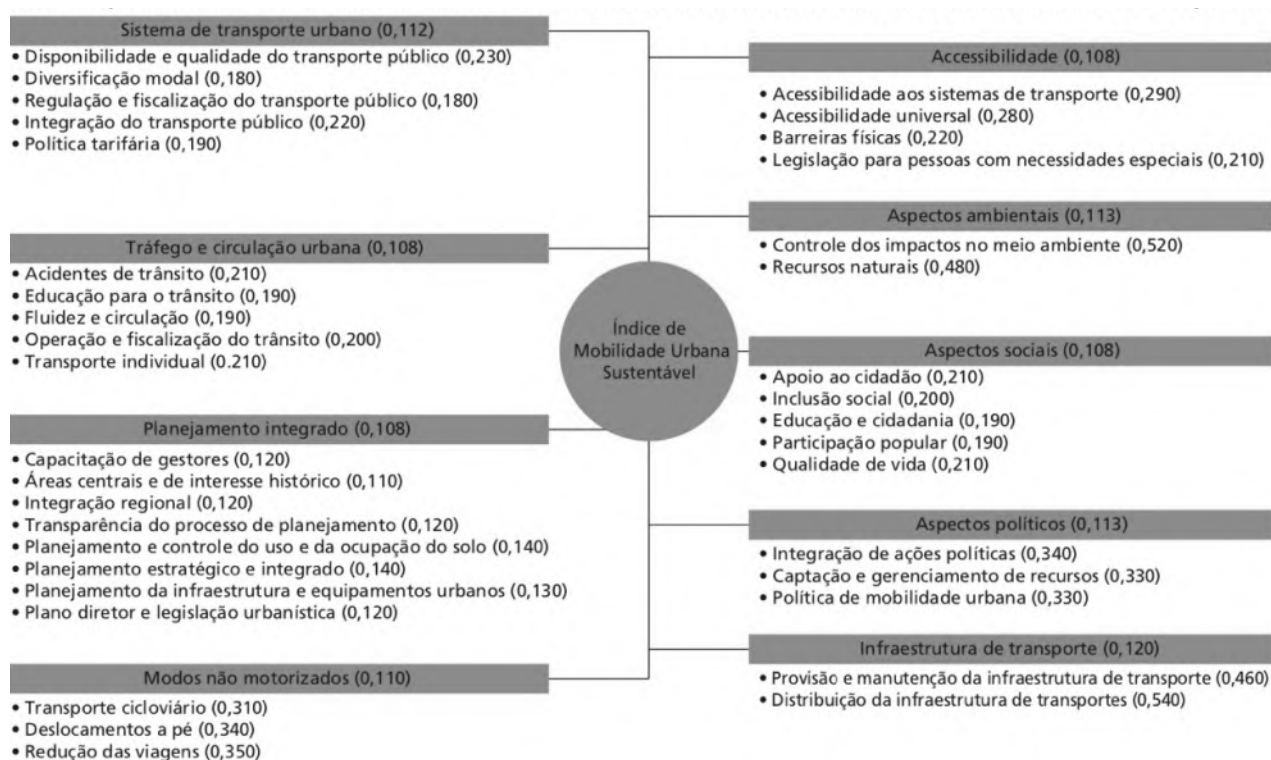 Sistema de transporte urbano (0,112)
• Disponibilidade e qualidade do transporte público (0,230)
• Diversificação modal (0,180)
• Regulação e fiscalização do transporte público (0,180)
• Integração do transporte público (0,220)
• Política tarifária (0,190)
Tráfego e circulação urbana (0,108)
• Acidentes de trânsito (0,210)
• Educação para o trânsito (0,190)
• Fluidez e circulação (0,190)
• Operação e fiscalização do trânsito (0,200)
• Transporte individual (0.210)
Planejamento integrado (0,108)
• Capacitação de gestores (0,120)
• Áreas centrais e de interesse histórico (0,110)
• Integração regional (0,120)
• Transparência do processo de planejamento (0,120)
• Planejamento e controle do uso e da ocupação do solo (0,140)
• Planejamento estratégico e integrado (0,140)
• Planejamento da infraestrutura e equipamentos urbanos (0,130)
• Plano diretor e legislação urbanística (0,120)
Modos não motorizados (0,110)
• Transporte cicloviário (0,310)
• Deslocamentos a pé (0,340)
• Redução das viagens (0,350)
Índice de
Mobilidade Urbana
Sustentável
Accessibilidade (0,108)
• Acessibilidade aos sistemas de transporte (0,290)
• Acessibilidade universal (0,280)
• Barreiras físicas (0,220)
• Legislação para pessoas com necessidades especiais (0,210)
Aspectos ambientais (0,113)
• Controle dos impactos no meio ambiente (0,520)
• Recursos naturais (0,480)
Aspectos sociais (0,108)
• Apoio ao cidadão (0,210)
• Inclusão social (0,200)
• Educação e cidadania (0,190)
• Participação popular (0,190)
• Qualidade de vida (0,210)
Aspectos políticos (0,113)
• Integração de ações políticas (0,340)
• Captação e gerenciamento de recursos (0,330)
• Política de mobilidade urbana (0,330)
Infraestrutura de transporte (0,120)
• Provisão e manutenção da infraestrutura de transporte (0,460)
• Distribuição da infraestrutura de transportes (0,540)